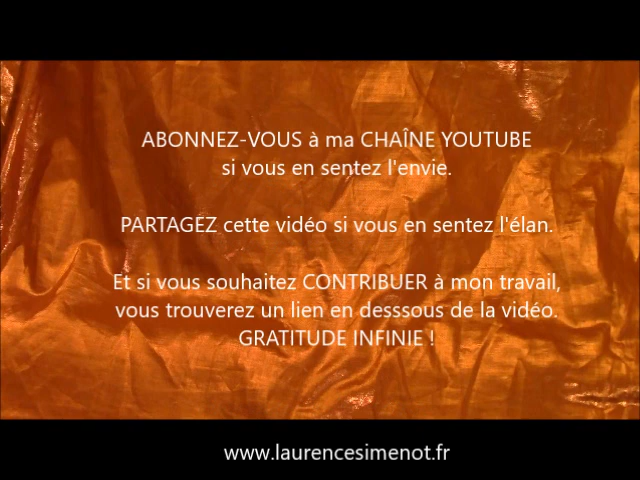 ABONNEZ-VOUS à ma CHAÎNE YOUTUBE
si vous en sentez l'envie.
PARTAGEZ cette vidéo si vous en sentez l'élan.
Et si vous souhaitez CONTRIBUER à mon travail,
vous trouverez un lien en desssous de la vidéo.
GRATITUDE INFINIE !
www.laurencesimenot.fr